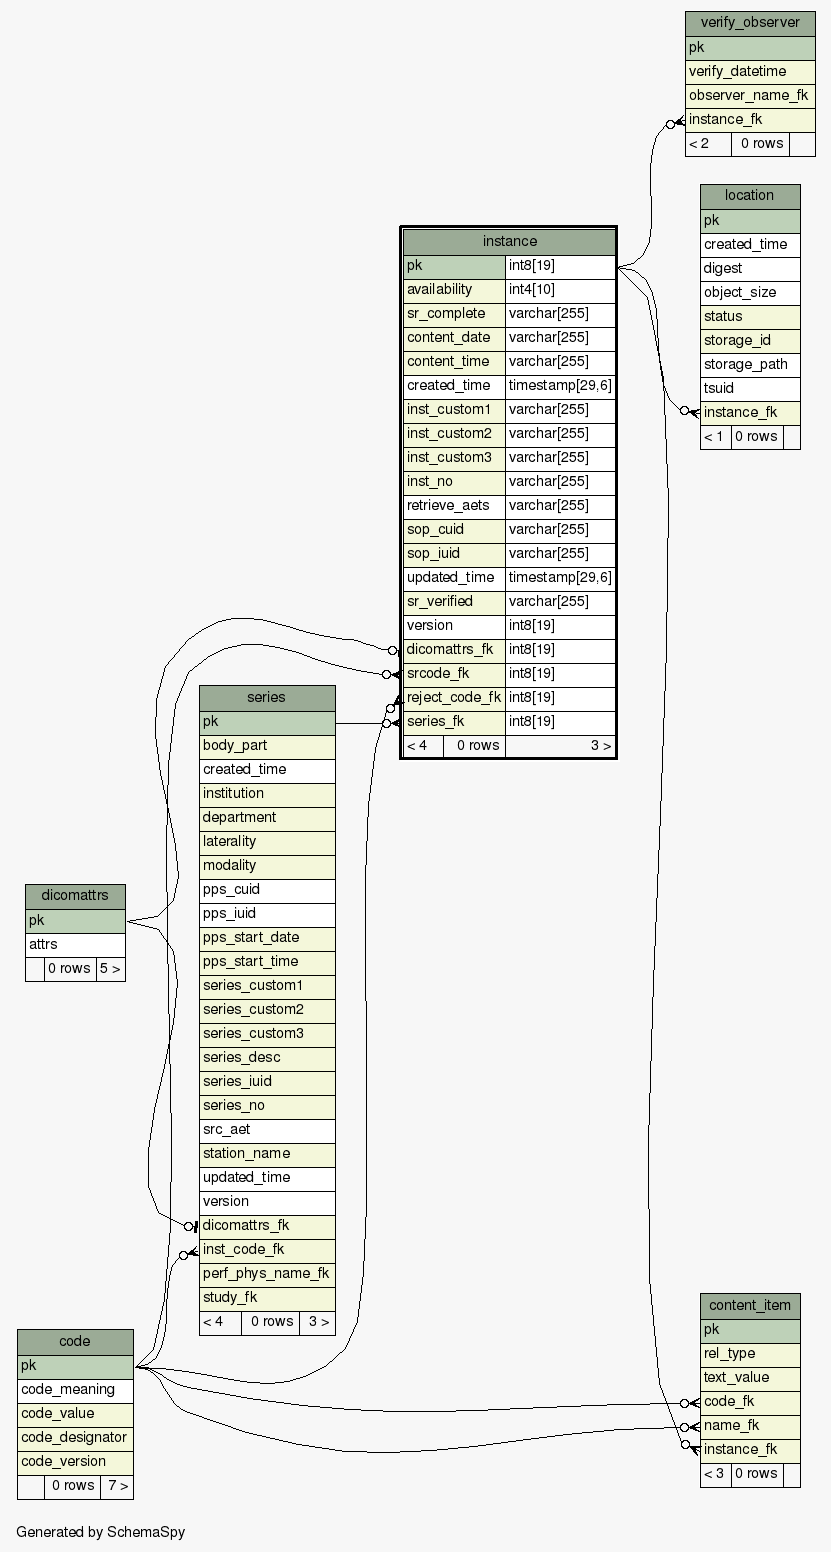 verify_observer
pk
verify_datetime
observer_name_fk
instance_fk
< 2 0 rows
location
pk
created_time
digest
object_size
status
storage_id
storage_path
tsuid
instance_fk
< 1 0 rows
instance
pk int8[19]
availability int4[10]
sr_complete varchar[255]
content_date varchar[255]
content_time varchar[255]
created_time timestamp[29,6]
inst_custom1 varchar[255]
inst_custom2 varchar[255]
inst_custom3 varchar[255]
inst_no varchar[255]
retrieve_aets varchar[255]
sop_cuid varchar[255]
sop_iuid varchar[255]
updated_time timestamp[29,6]
sr_verified varchar[255]
version int8[19]
dicomattrs_fk int8[19]
srcode_fk int8[19]
reject_code_fk int8[19]
series_fk int8[19]
< 4 0 rows 3 >
series
pk
body_part
created_time
institution
department
laterality
modality
pps_cuid
pps_iuid
pps_start_date
pps_start_time
series_custom1
series_custom2
series_custom3
series_desc
series_iuid
series_no
src_aet
station_name
updated_time
version
dicomattrs_fk
inst_code_fk
perf_phys_name_fk
study_fk
< 4 0 rows 3 >
dicomattrs
pk
attrs
0 rows 5 >
content_item
pk
rel_type
text_value
code_fk
name_fk
instance_fk
< 3 0 rows
code
pk
code_meaning
code_value
code_designator
code_version
0 rows 7 >
Generated by SchemaSpy